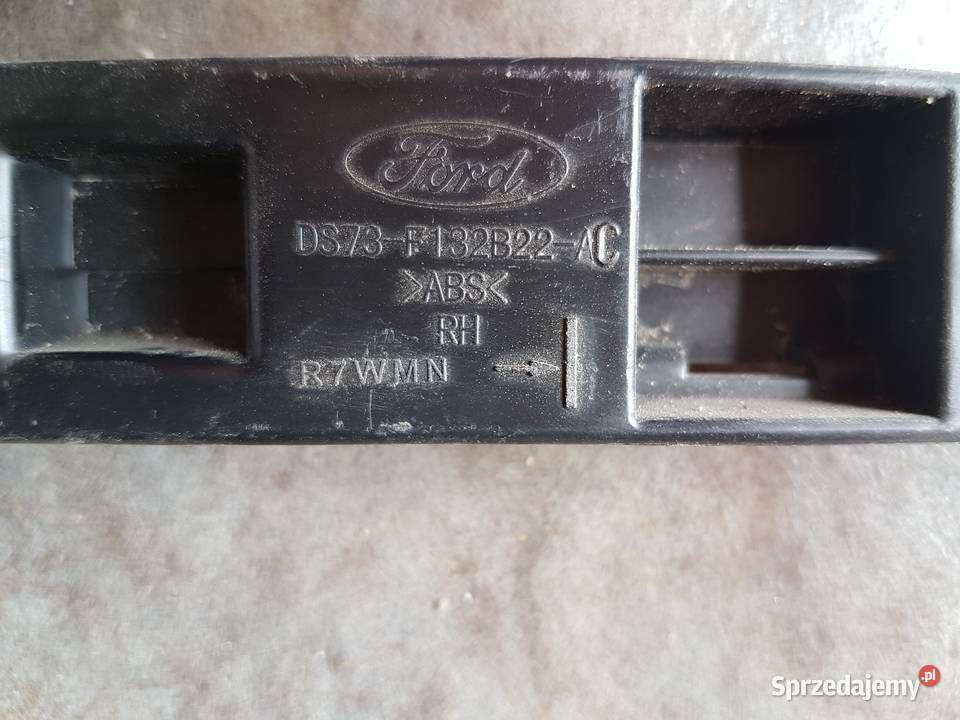 Ford
DS73-F132B22-AC
>ABS<
RH
R7WMN
Sprzedajemy.pl